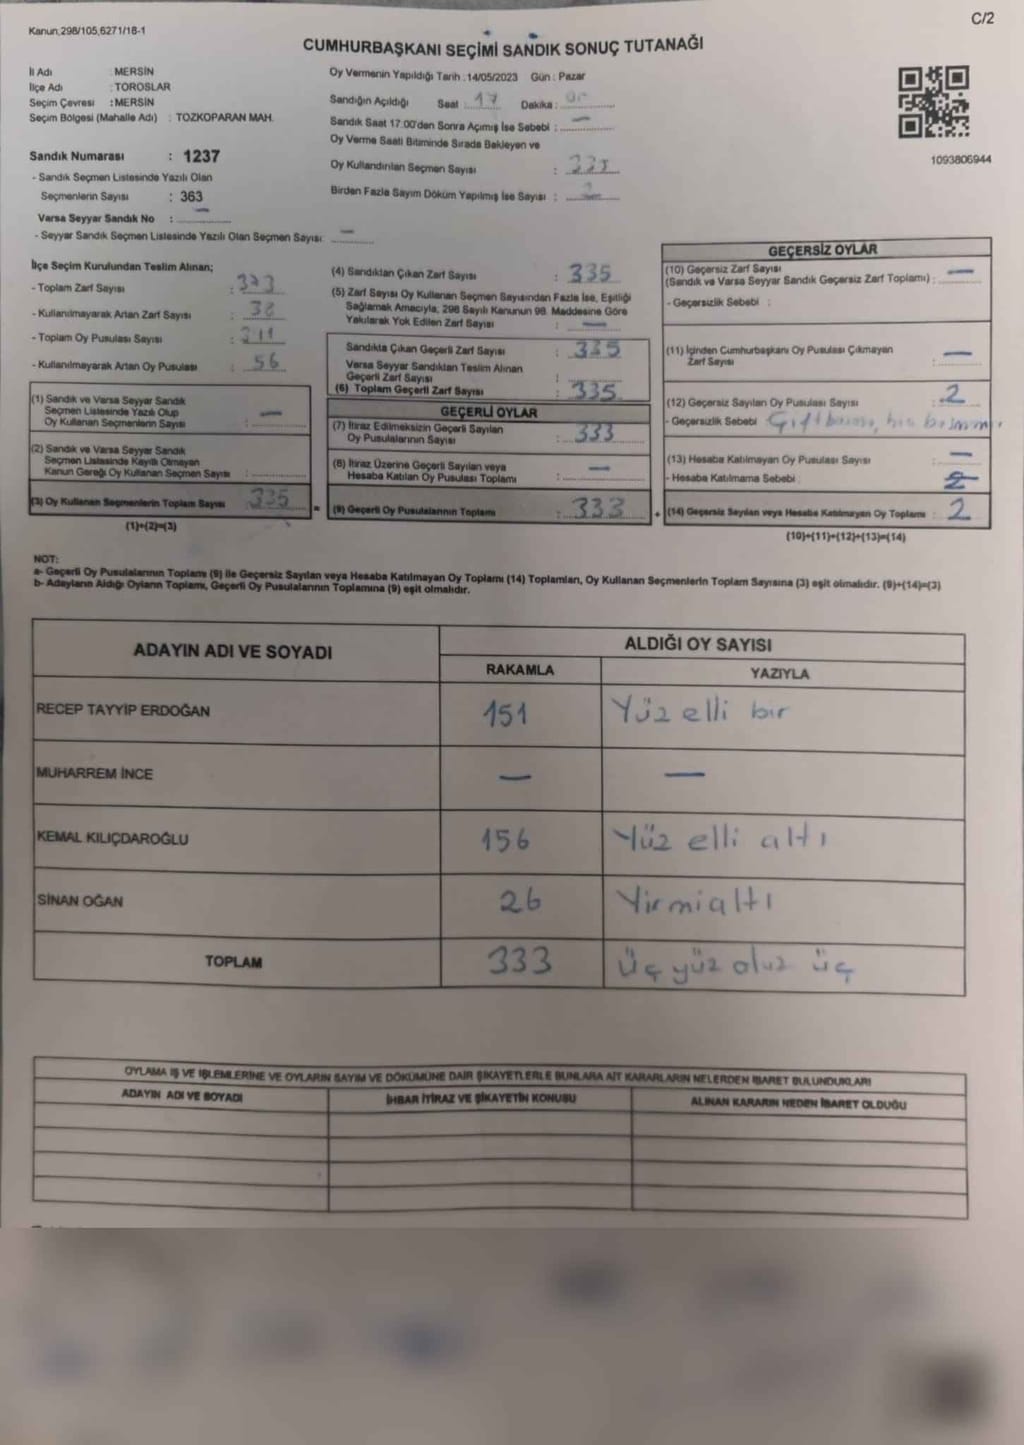 C/2
Kanun,298/105,6271/18-1
CUMHURBAŞKANI SEÇİMİ SANDIK SONUÇ TUTANAĞI
İl Adı : MERSİN
İlçe Adı : TOROSLAR
Seçim Çevresi : MERSİN
Seçim Bölgesi (Mahalle Adı) : TOZKOPARAN MAH.
Sandık Numarası : 1237
- Sandık Seçmen Listesinde Yazılı Olan
Seçmenlerin Sayısı : 363
Varsa Seyyar Sandık No : —
- Seyyar Sandık Seçmen Listesinde Yazılı Olan Seçmen Sayısı: —
Oy Vermenin Yapıldığı Tarih :14/05/2023 Gün : Pazar
Sandığın Açıldığı Saat : 17 Dakika :
Sandık Saat 17:00'den Sonra Açılmış İse Sebebi : —
Oy Verme Saati Bitiminde Sırada Bekleyen ve
Oy Kullandırılan Seçmen Sayısı :
Birden Fazla Sayım Döküm Yapılmış İse Sayısı :
1093806944
İlçe Seçim Kurulundan Teslim Alınan;
- Toplam Zarf Sayısı :
- Kullanılmayarak Artan Zarf Sayısı : 38
- Toplam Oy Pusulası Sayısı :
- Kullanılmayarak Artan Oy Pusulası : 56
(1) Sandık ve Varsa Seyyar Sandık
Seçmen Listesinde Yazılı Olup
Oy Kullanan Seçmenlerin Sayısı : —
(2) Sandık ve Varsa Seyyar Sandık
Seçmen Listesinde Kayıtlı Olmayan
Kanun Gereği Oy Kullanan Seçmen Sayısı :
(3) Oy Kullanan Seçmenlerin Toplam Sayısı 335
(1)+(2)=(3)
(4) Sandıktan Çıkan Zarf Sayısı : 335
(5) Zarf Sayısı Oy Kullanan Seçmen Sayısından Fazla İse, Eşitliği
Sağlamak Amacıyla, 298 Sayılı Kanunun 98. Maddesine Göre
Yakılarak Yok Edilen Zarf Sayısı : —
Sandıkta Çıkan Geçerli Zarf Sayısı : 335
Varsa Seyyar Sandıktan Teslim Alınan
Geçerli Zarf Sayısı :
(6) Toplam Geçerli Zarf Sayısı : 335
GEÇERLİ OYLAR
(7) İtiraz Edilmeksizin Geçerli Sayılan
Oy Pusulalarının Sayısı : 333
(8) İtiraz Üzerine Geçerli Sayılan veya
Hesaba Katılan Oy Pusulası Toplamı : —
= (9) Geçerli Oy Pusulalarının Toplamı : 333
GEÇERSİZ OYLAR
(10) Geçersiz Zarf Sayısı
(Sandık ve Varsa Seyyar Sandık Geçersiz Zarf Toplamı) : —
- Geçersizlik Sebebi :
(11) İçinden Cumhurbaşkanı Oy Pusulası Çıkmayan
Zarf Sayısı : —
(12) Geçersiz Sayılan Oy Pusulası Sayısı : 2
- Geçersizlik Sebebi
(13) Hesaba Katılmayan Oy Pusulası Sayısı : —
- Hesaba Katılmama Sebebi :
+ (14) Geçersiz Sayılan veya Hesaba Katılmayan Oy Toplamı : 2
(10)+(11)+(12)+(13)=(14)
NOT:
a- Geçerli Oy Pusulalarının Toplamı (9) ile Geçersiz Sayılan veya Hesaba Katılmayan Oy Toplamı (14) Toplamları, Oy Kullanan Seçmenlerin Toplam Sayısına (3) eşit olmalıdır. (9)+(14)=(3)
b- Adayların Aldığı Oyların Toplamı, Geçerli Oy Pusulalarının Toplamına (9) eşit olmalıdır.
ADAYIN ADI VE SOYADI
ALDIĞI OY SAYISI
RAKAMLA YAZIYLA
RECEP TAYYİP ERDOĞAN 151 Yüz elli bir
MUHARREM İNCE — —
KEMAL KILIÇDAROĞLU 156 Yüz elli altı
SİNAN OĞAN 26 Yirmialtı
TOPLAM 333 Üç yüz otuz üç
OYLAMA İŞ VE İŞLEMLERİNE VE OYLARIN SAYIM VE DÖKÜMÜNE DAİR ŞİKAYETLERLE BUNLARA AİT KARARLARIN NELERDEN İBARET BULUNDUKLARI
ADAYIN ADI VE SOYADI İHBAR İTİRAZ VE ŞİKAYETİN KONUSU ALINAN KARARIN NEDEN İBARET OLDUĞU